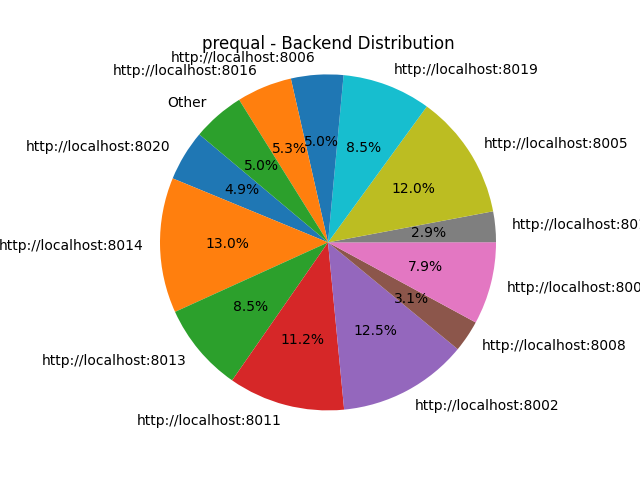 prequal - Backend Distribution
http://localhost:8006
http://localhost:8016
http://localhost:8019
Other
http://localhost:8005
http://localhost:8020
http://localhost:8014
http://localhost:8013
http://localhost:8011
http://localhost:8002
http://localhost:8008
5.0%
8.5%
5.3%
5.0%
12.0%
4.9%
2.9%
13.0%
7.9%
3.1%
8.5%
12.5%
11.2%